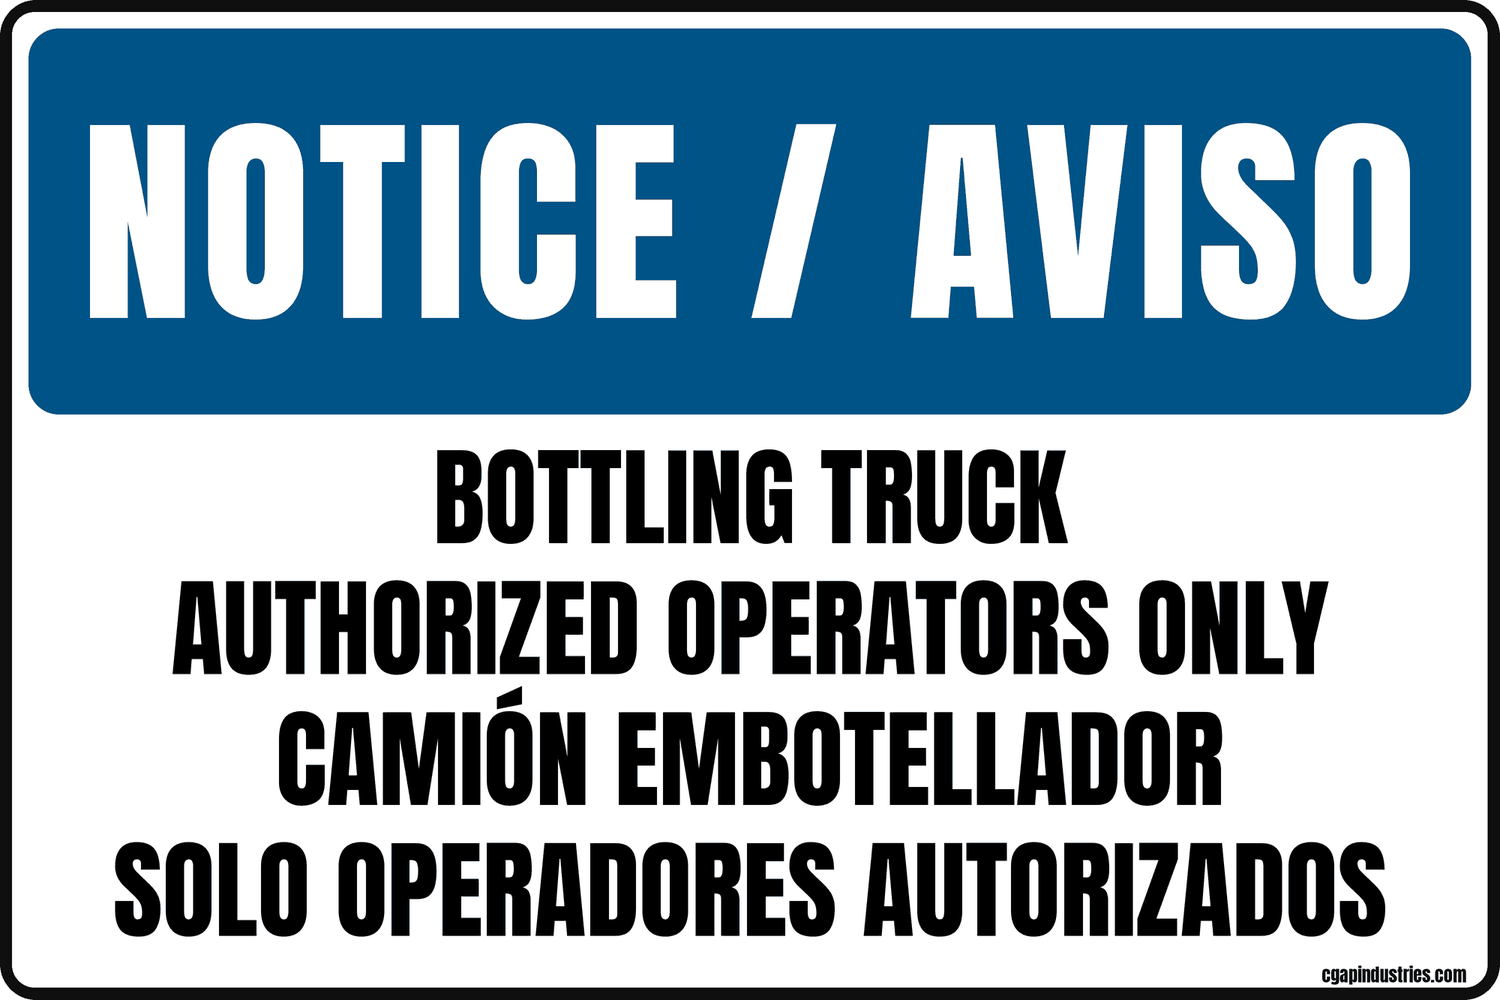 NOTICE / AVISO
BOTTLING TRUCK
AUTHORIZED OPERATORS ONLY
CAMIÓN EMBOTELLADOR
SOLO OPERADORES AUTORIZADOS
cgapindustries.com